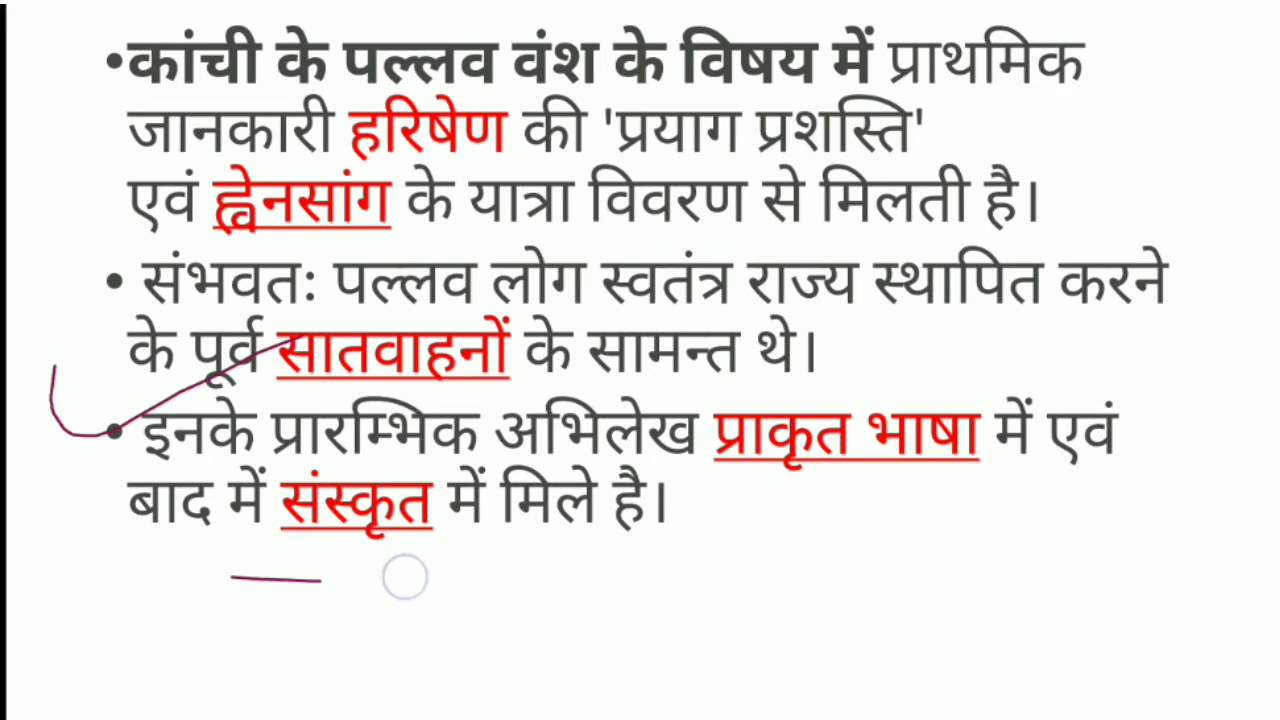 •कांची के पल्लव वंश के विषय में प्राथमिक
जानकारी हरिषेण की 'प्रयाग प्रशस्ति'
एवं ह्वेनसांग के यात्रा विवरण से मिलती है।
• संभवतः पल्लव लोग स्वतंत्र राज्य स्थापित करने
के पूर्व सातवाहनों के सामन्त थे।
• इनके प्रारम्भिक अभिलेख प्राकृत भाषा में एवं
बाद में संस्कृत में मिले है।